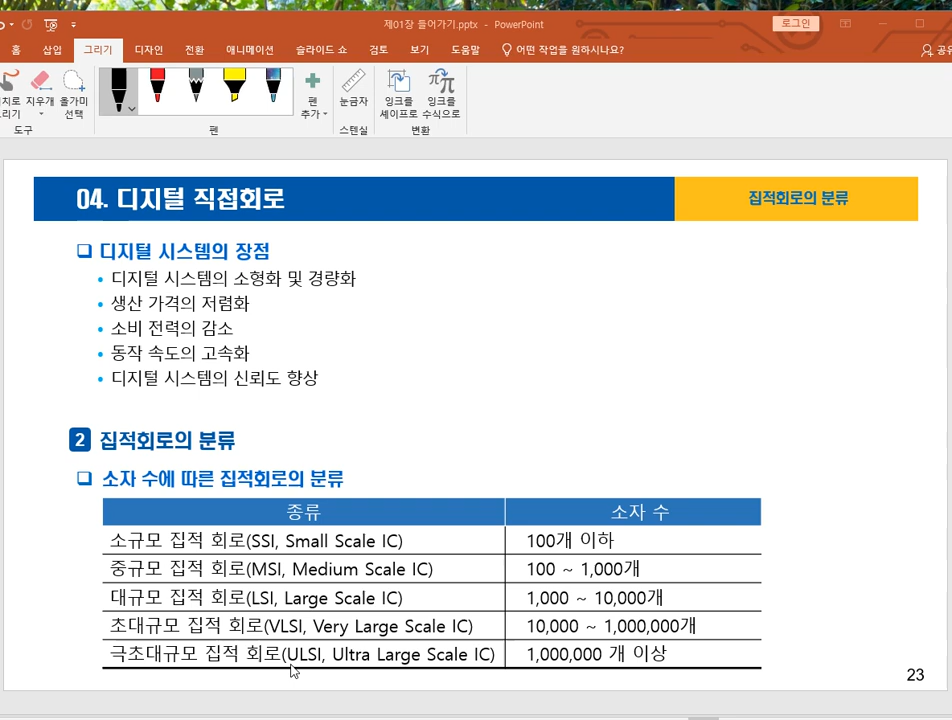 제01장 들어가기.pptx - PowerPoint
로그인
홈 삽입 그리기 디자인 전환 애니메이션 슬라이드 쇼 검토 보기 도움말 어떤 작업을 원하시나요?
지우개
올가미 선택
펜 추가
눈금자
잉크를 셰이프로
잉크를 수식으로
도구 펜 스텐실 변환
04. 디지털 직접회로
집적회로의 분류
디지털 시스템의 장점
• 디지털 시스템의 소형화 및 경량화
• 생산 가격의 저렴화
• 소비 전력의 감소
• 동작 속도의 고속화
• 디지털 시스템의 신뢰도 향상
2 집적회로의 분류
소자 수에 따른 집적회로의 분류
종류 소자 수
소규모 집적 회로(SSI, Small Scale IC) 100개 이하
중규모 집적 회로(MSI, Medium Scale IC) 100 ~ 1,000개
대규모 집적 회로(LSI, Large Scale IC) 1,000 ~ 10,000개
초대규모 집적 회로(VLSI, Very Large Scale IC) 10,000 ~ 1,000,000개
극초대규모 집적 회로(ULSI, Ultra Large Scale IC) 1,000,000 개 이상
23